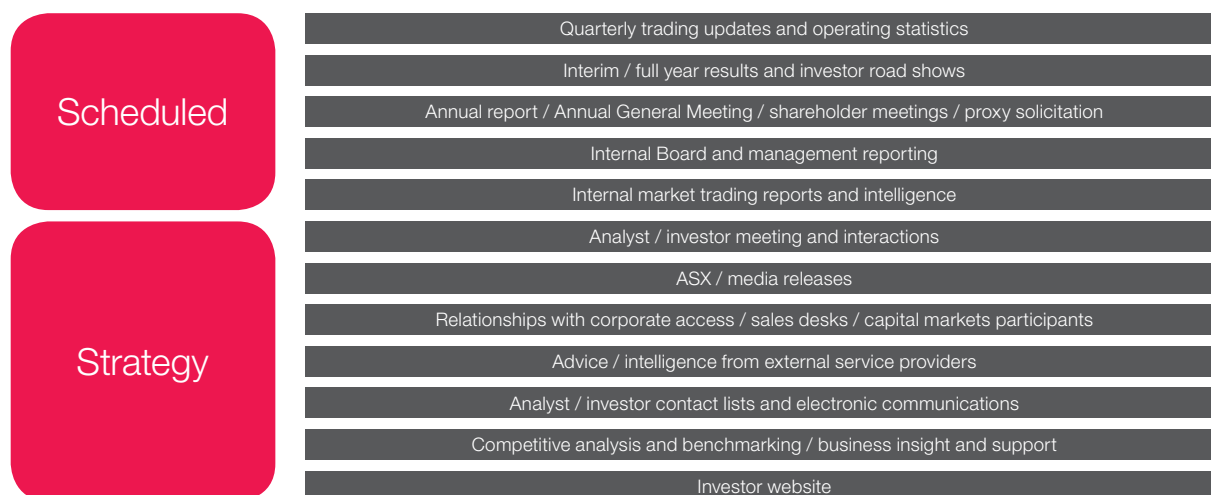 Scheduled
Quarterly trading updates and operating statistics
Interim / full year results and investor road shows
Annual report / Annual General Meeting / shareholder meetings / proxy solicitation
Internal Board and management reporting
Internal market trading reports and intelligence
Strategy
Analyst / investor meeting and interactions
ASX / media releases
Relationships with corporate access / sales desks / capital markets participants
Advice / intelligence from external service providers
Analyst / investor contact lists and electronic communications
Competitive analysis and benchmarking / business insight and support
Investor website